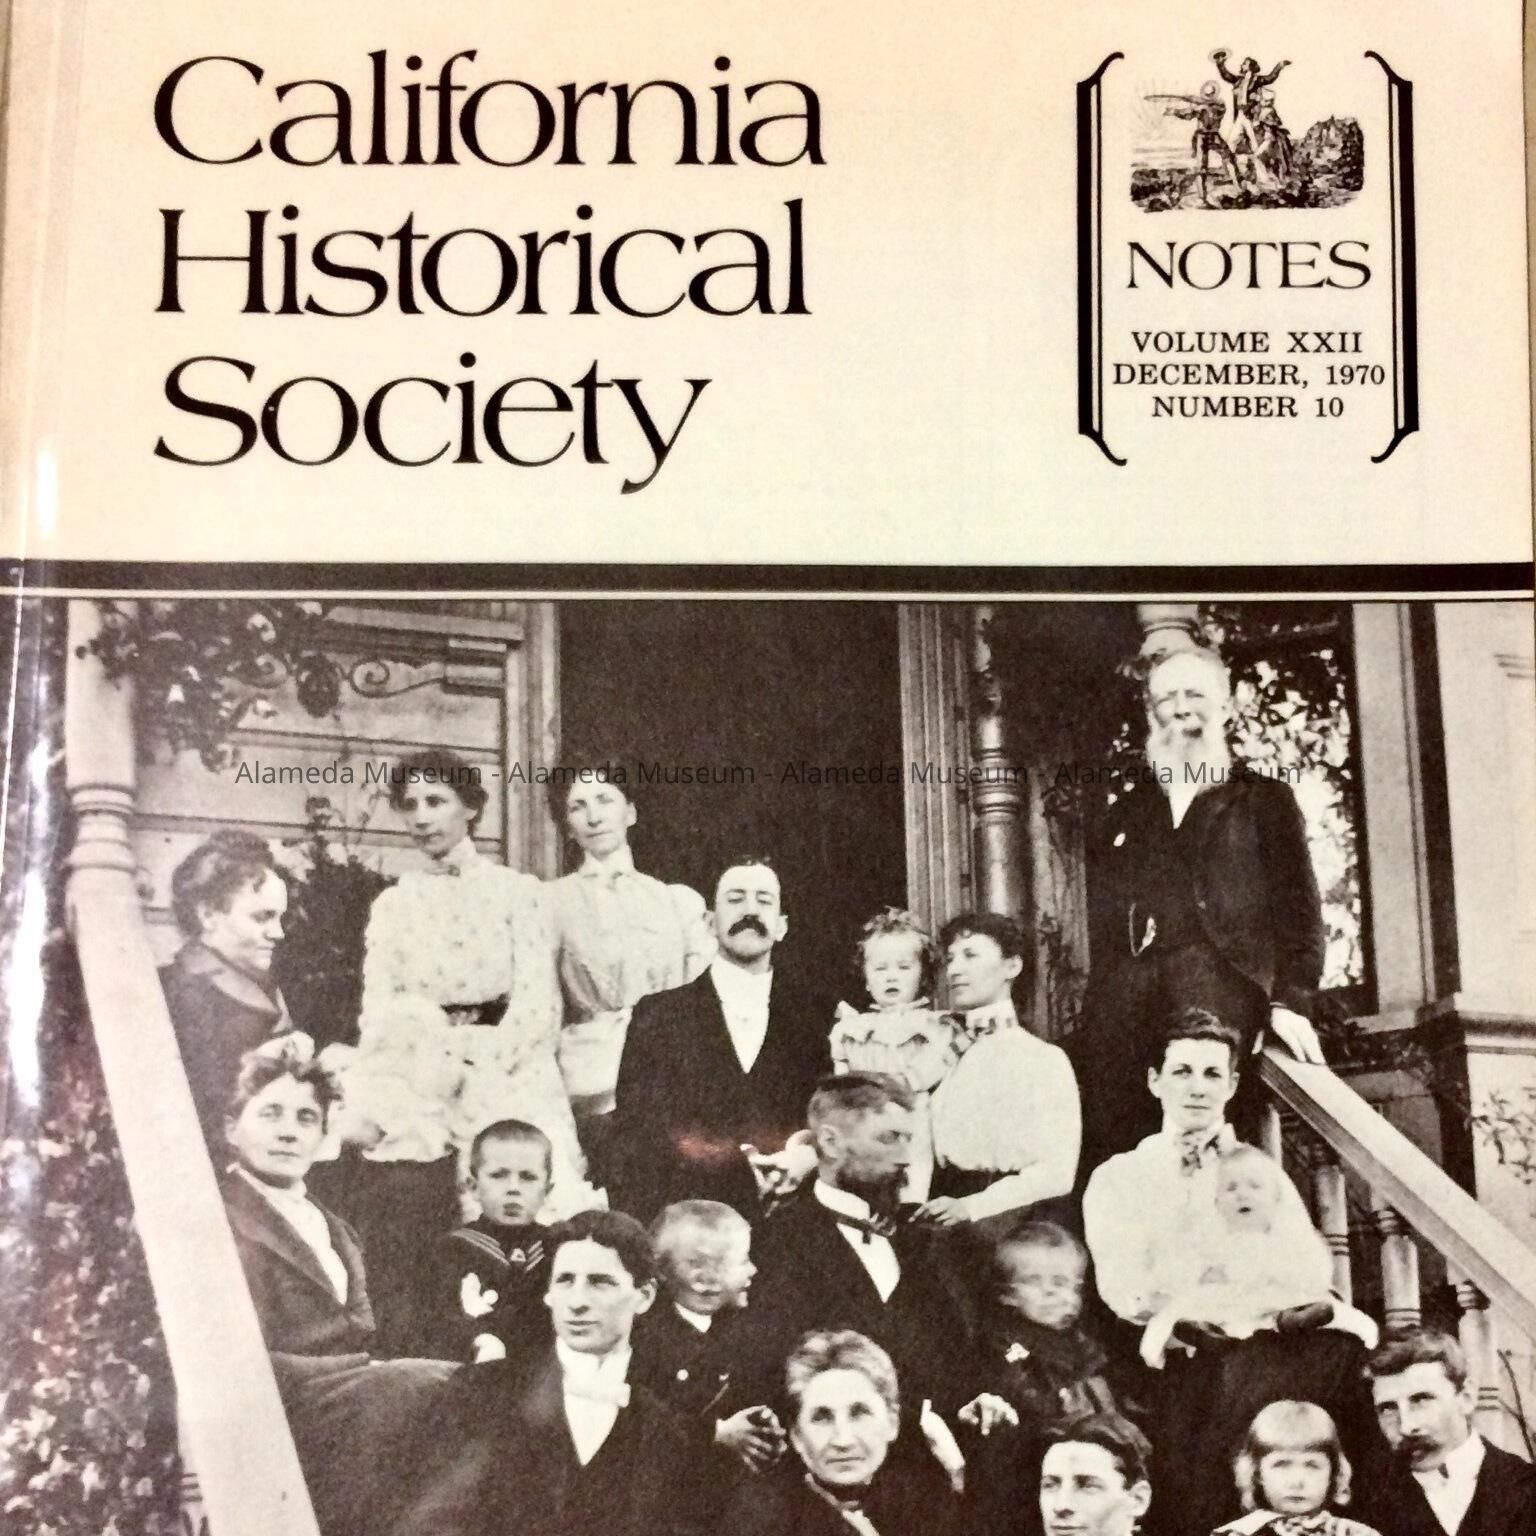 California
Historical
Society
NOTES
VOLUME XXII
DECEMBER, 1970
NUMBER 10
Alameda Museum - Alameda Museum - Alameda Museum - Alameda Museum